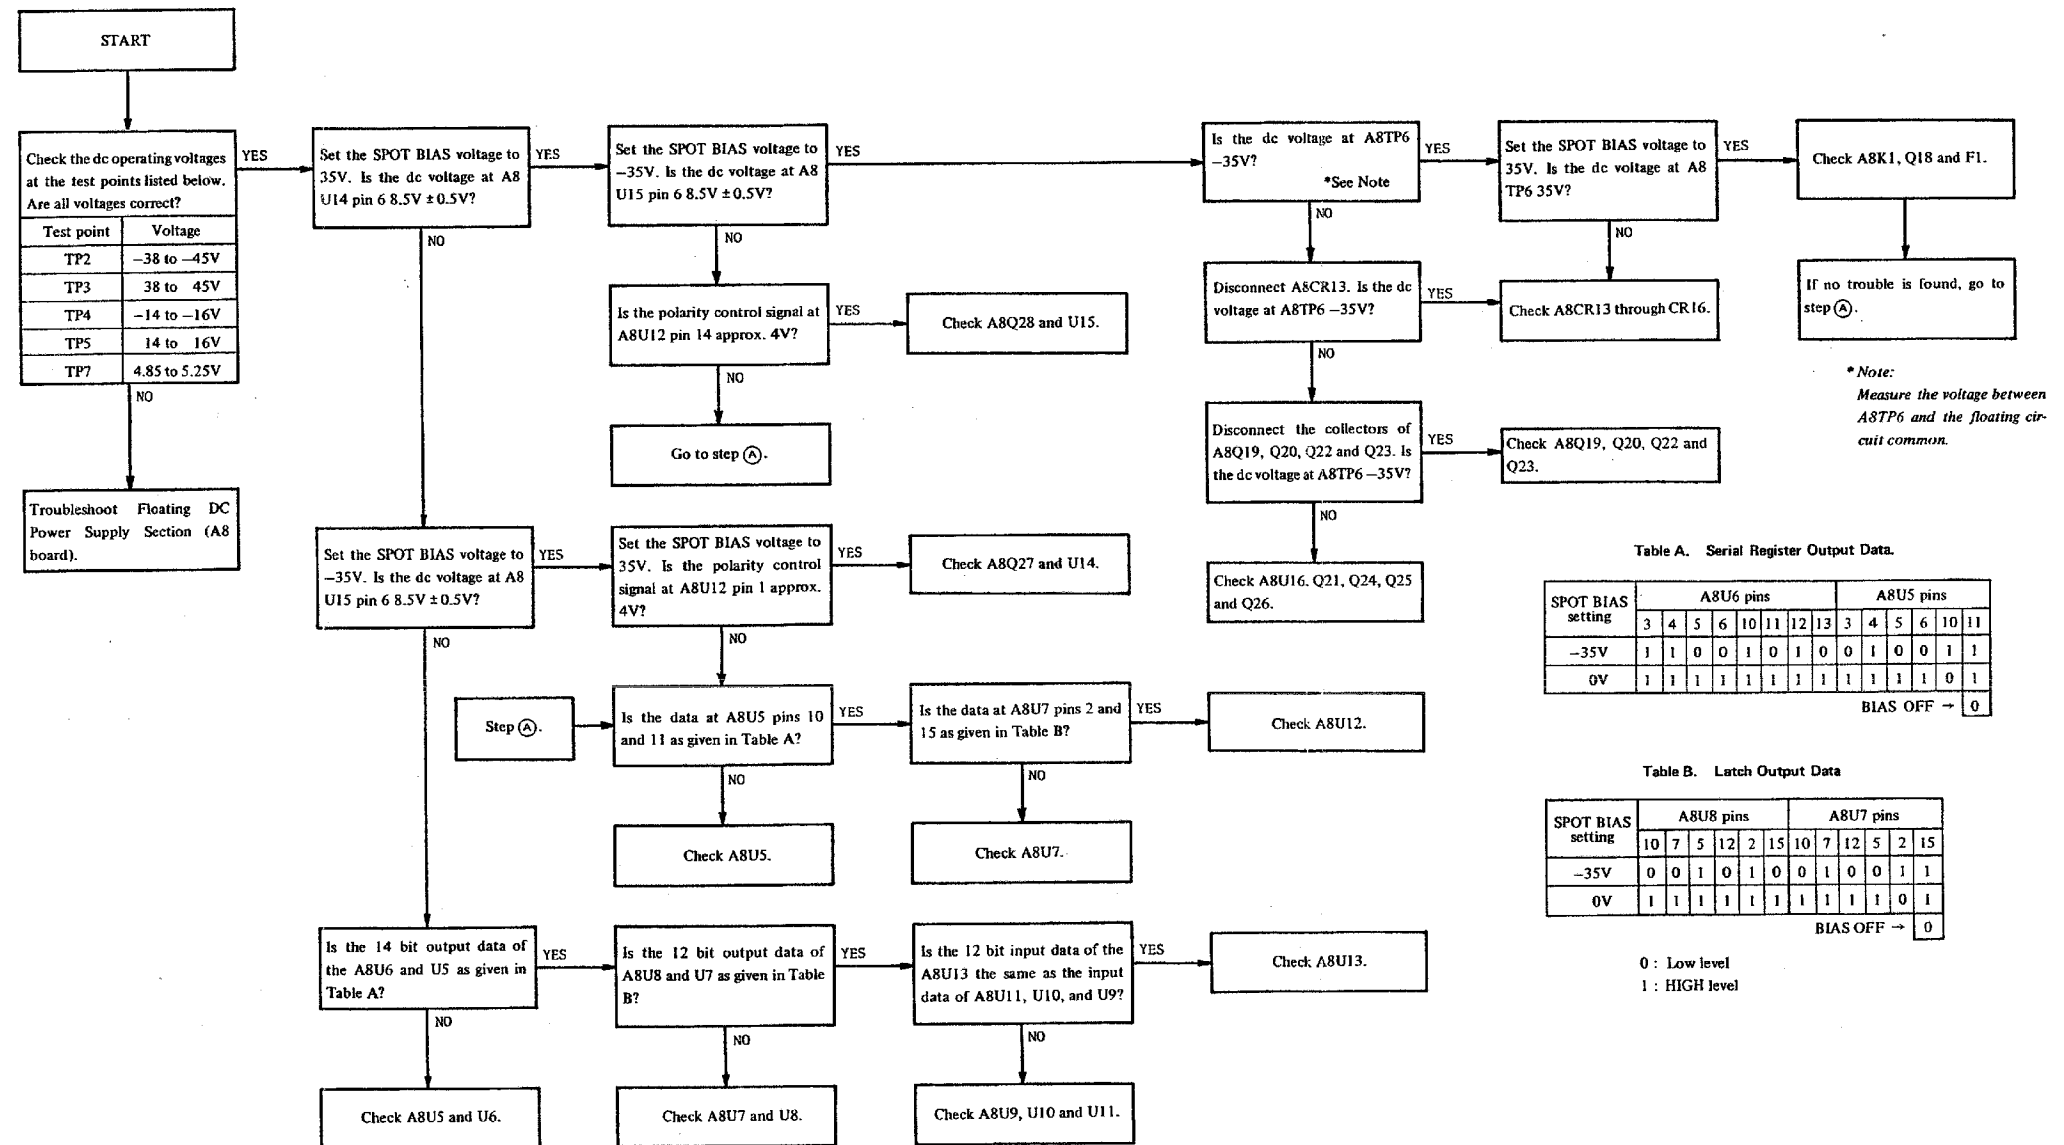 START
Check the dc operating voltages
at the test points listed below.
Are all voltages correct?
Test point Voltage
TP2 −38 to −45V
TP3 38 to 45V
TP4 −14 to −16V
TP5 14 to 16V
TP7 4.85 to 5.25V
YES
NO
Troubleshoot Floating DC
Power Supply Section (A8
board).
Set the SPOT BIAS voltage to
35V. Is the dc voltage at A8
U14 pin 6 8.5V ± 0.5V?
YES
NO
Set the SPOT BIAS voltage to
−35V. Is the dc voltage at A8
U15 pin 6 8.5V ± 0.5V?
YES
NO
Is the polarity control signal at
A8U12 pin 14 approx. 4V?
YES
NO
Check A8Q28 and U15.
Go to step Ⓐ.
Is the dc voltage at A8TP6
−35V?
*See Note
YES
NO
Set the SPOT BIAS voltage to
35V. Is the dc voltage at A8
TP6 35V?
YES
NO
Check A8K1, Q18 and F1.
If no trouble is found, go to
step Ⓐ.
Disconnect A8CR13. Is the dc
voltage at A8TP6 −35V?
YES
NO
Check A8CR13 through CR16.
* Note:
Measure the voltage between
A8TP6 and the floating cir-
cuit common.
Disconnect the collectors of
A8Q19, Q20, Q22 and Q23. Is
the dc voltage at A8TP6 −35V?
YES
NO
Check A8Q19, Q20, Q22 and
Q23.
Check A8U16. Q21, Q24, Q25
and Q26.
Set the SPOT BIAS voltage to
−35V. Is the dc voltage at A8
U15 pin 6 8.5V ± 0.5V?
YES
NO
Set the SPOT BIAS voltage to
35V. Is the polarity control
signal at A8U12 pin 1 approx.
4V?
YES
NO
Check A8Q27 and U14.
Step Ⓐ.
Is the data at A8U5 pins 10
and 11 as given in Table A?
YES
NO
Is the data at A8U7 pins 2 and
15 as given in Table B?
YES
NO
Check A8U12.
Check A8U5.
Check A8U7.
Is the 14 bit output data of
the A8U6 and U5 as given in
Table A?
YES
NO
Is the 12 bit output data of
A8U8 and U7 as given in Table
B?
YES
NO
Is the 12 bit input data of the
A8U13 the same as the input
data of A8U11, U10, and U9?
YES
NO
Check A8U13.
Check A8U5 and U6.
Check A8U7 and U8.
Check A8U9, U10 and U11.
Table A. Serial Register Output Data.
SPOT BIAS
setting
A8U6 pins A8U5 pins
3 4 5 6 10 11 12 13 3 4 5 6 10 11
−35V 1 1 0 0 1 0 1 0 0 1 0 0 1 1
0V 1 1 1 1 1 1 1 1 1 1 1 1 0 1
BIAS OFF → 0
Table B. Latch Output Data
SPOT BIAS
setting
A8U8 pins A8U7 pins
10 7 5 12 2 15 10 7 12 5 2 15
−35V 0 0 1 0 1 0 0 1 0 0 1 1
0V 1 1 1 1 1 1 1 1 1 1 0 1
BIAS OFF → 0
0 : Low level
1 : HIGH level